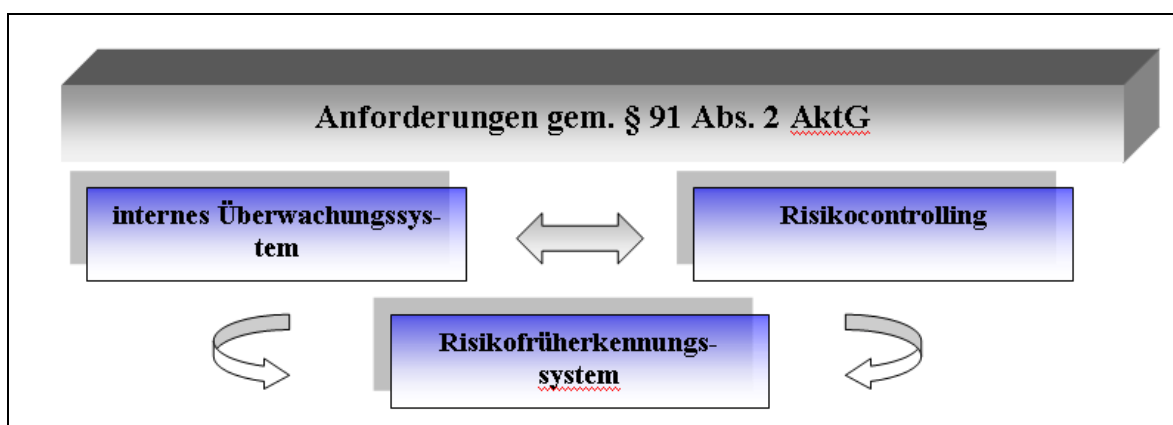 Anforderungen gem. § 91 Abs. 2 AktG
internes Überwachungssys-
tem
Risikocontrolling
Risikofrüherkennungs-
system